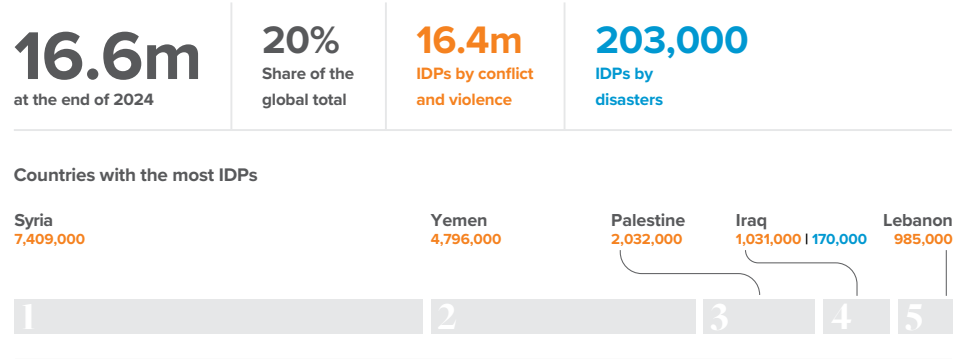 16.6m
at the end of 2024
20%
Share of the
global total
16.4m
IDPs by conflict
and violence
203,000
IDPs by
disasters
Countries with the most IDPs
Syria
7,409,000
Yemen
4,796,000
Palestine
2,032,000
Iraq
1,031,000 | 170,000
Lebanon
985,000
1
2
3
4
5